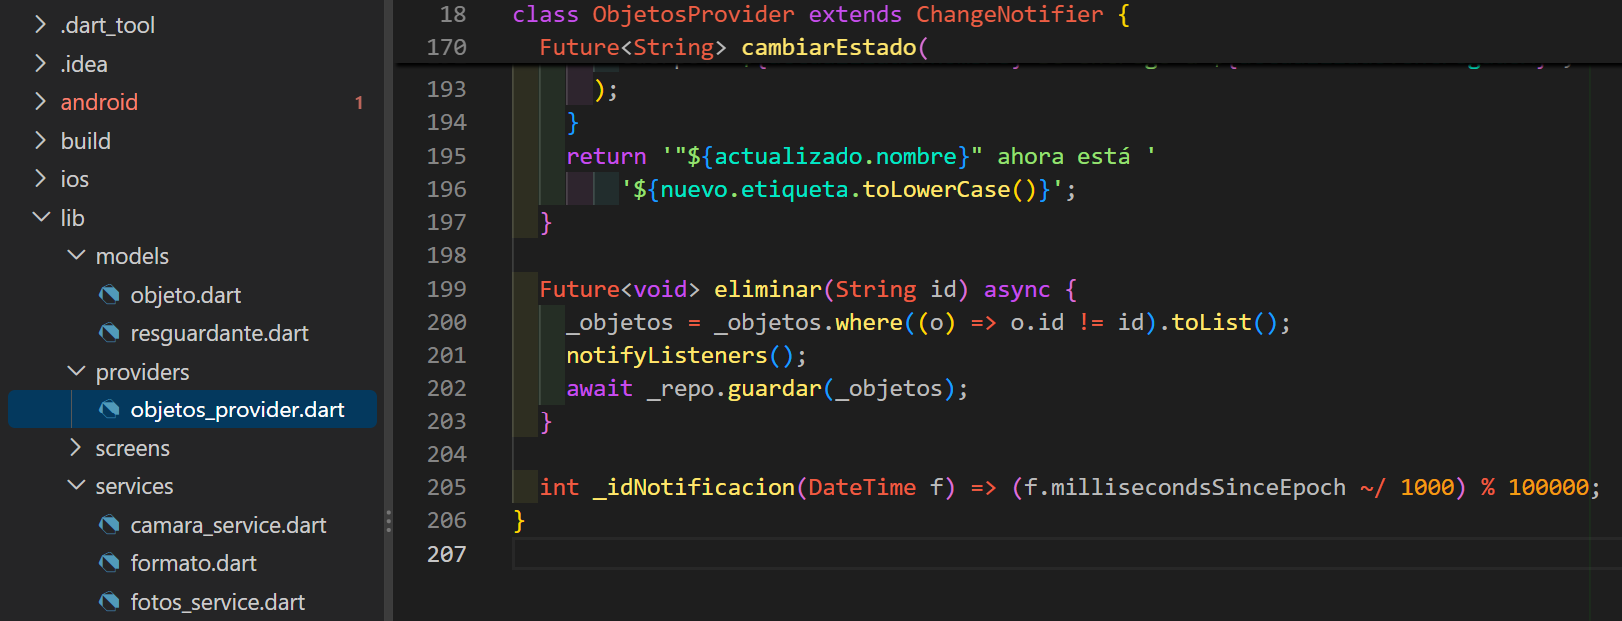 .dart_tool
.idea
android 1
build
ios
lib
models
objeto.dart
resguardante.dart
providers
objetos_provider.dart
screens
services
camara_service.dart
formato.dart
fotos_service.dart
18 class ObjetosProvider extends ChangeNotifier {
170 Future<String> cambiarEstado(
193 );
194 }
195 return '"${actualizado.nombre}" ahora está '
196 '${nuevo.etiqueta.toLowerCase()}';
197 }
198
199 Future<void> eliminar(String id) async {
200 _objetos = _objetos.where((o) => o.id != id).toList();
201 notifyListeners();
202 await _repo.guardar(_objetos);
203 }
204
205 int _idNotificacion(DateTime f) => (f.millisecondsSinceEpoch ~/ 1000) % 100000;
206 }
207